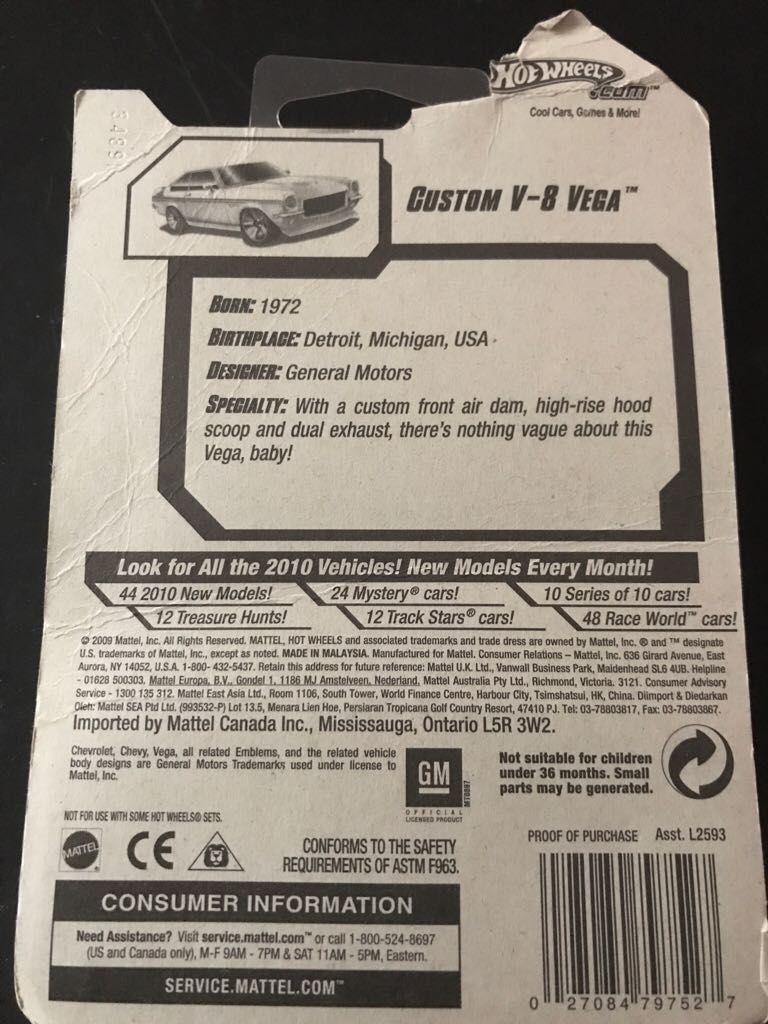 HOT WHEELS
.com™
Cool Cars, Games & More!
3489
CUSTOM V-8 VEGA™
BORN: 1972
BIRTHPLACE: Detroit, Michigan, USA
DESIGNER: General Motors
SPECIALTY: With a custom front air dam, high-rise hood
scoop and dual exhaust, there's nothing vague about this
Vega, baby!
Look for All the 2010 Vehicles! New Models Every Month!
44 2010 New Models! 24 Mystery® cars! 10 Series of 10 cars!
12 Treasure Hunts! 12 Track Stars® cars! 48 Race World™ cars!
© 2009 Mattel, Inc. All Rights Reserved. MATTEL, HOT WHEELS and associated trademarks and trade dress are owned by Mattel, Inc. ® and ™ designate
U.S. trademarks of Mattel, Inc., except as noted. MADE IN MALAYSIA. Manufactured for Mattel. Consumer Relations – Mattel, Inc. 636 Girard Avenue, East
Aurora, NY 14052, U.S.A. 1-800- 432-5437. Retain this address for future reference: Mattel U.K. Ltd., Vanwall Business Park, Maidenhead SL6 4UB. Helpline
- 01628 500303. Mattel Europa, B.V., Gondel 1, 1186 MJ Amstelveen, Nederland. Mattel Australia Pty Ltd., Richmond, Victoria. 3121. Consumer Advisory
Service - 1300 135 312. Mattel East Asia Ltd., Room 1106, South Tower, World Finance Centre, Harbour City, Tsimshatsui, HK, China. Diimport & Diedarkan
Oleh: Mattel SEA Ptd Ltd. (993532-P) Lot 13.5, Menara Lien Hoe, Persiaran Tropicana Golf Country Resort, 47410 PJ. Tel: 03-78803817, Fax: 03-78803867.
Imported by Mattel Canada Inc., Mississauga, Ontario L5R 3W2.
Chevrolet, Chevy, Vega, all related Emblems, and the related vehicle
body designs are General Motors Trademarks used under license to
Mattel, Inc.
GM
OFFICIAL
LICENSED PRODUCT
Not suitable for children
under 36 months. Small
parts may be generated.
NOT FOR USE WITH SOME HOT WHEELS® SETS.
MATTEL
CE
CONFORMS TO THE SAFETY
REQUIREMENTS OF ASTM F963.
PROOF OF PURCHASE Asst. L2593
CONSUMER INFORMATION
Need Assistance? Visit service.mattel.com™ or call 1-800-524-8697
(US and Canada only), M-F 9AM - 7PM & SAT 11AM - 5PM, Eastern.
SERVICE.MATTEL.COM™
0 27084 79752 7